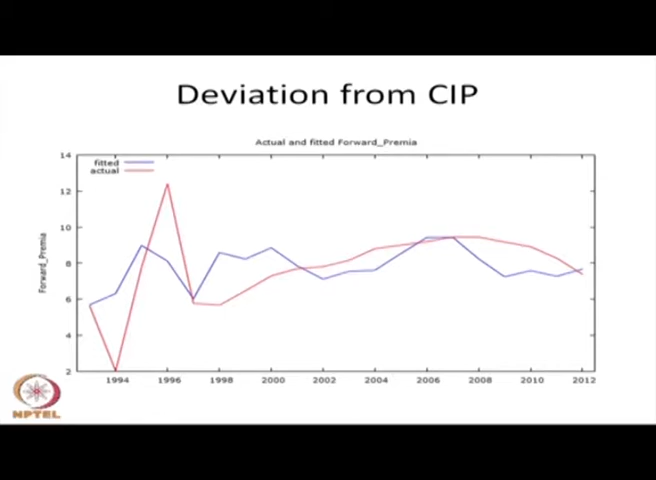 Deviation from CIP
Actual and fitted Forward_Premia
fitted
actual
Forward_Premia
14
12
10
8
6
4
2
1994 1996 1998 2000 2002 2004 2006 2008 2010 2012
NPTEL